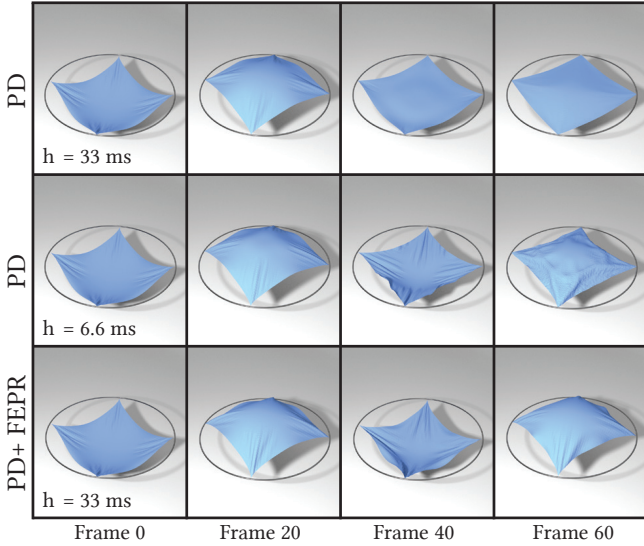 PD
h = 33 ms
PD
h = 6.6 ms
PD+ FEPR
h = 33 ms
Frame 0
Frame 20
Frame 40
Frame 60